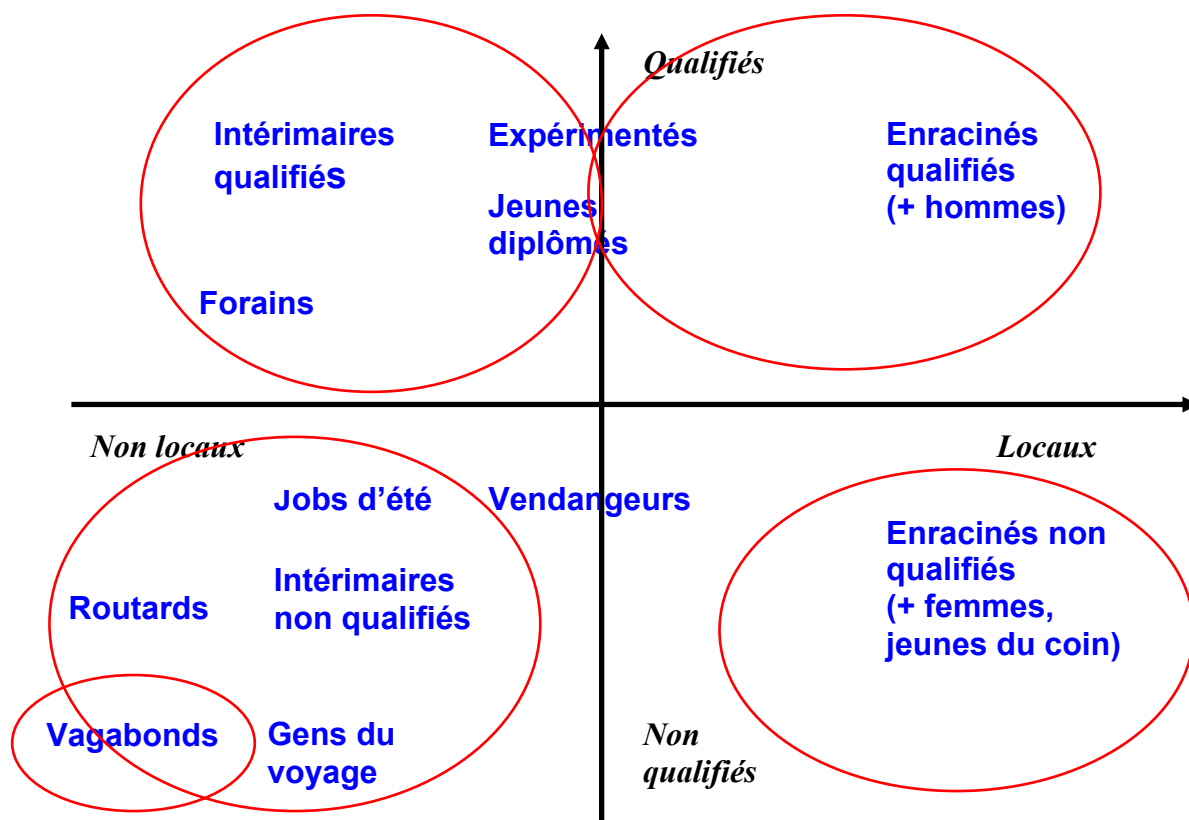 Qualifiés
Intérimaires
qualifiés
Expérimentés
Jeunes
diplômés
Enracinés
qualifiés
(+ hommes)
Forains
Non locaux
Locaux
Jobs d’été
Vendangeurs
Intérimaires
non qualifiés
Routards
Enracinés non
qualifiés
(+ femmes,
jeunes du coin)
Vagabonds
Gens du
voyage
Non
qualifiés